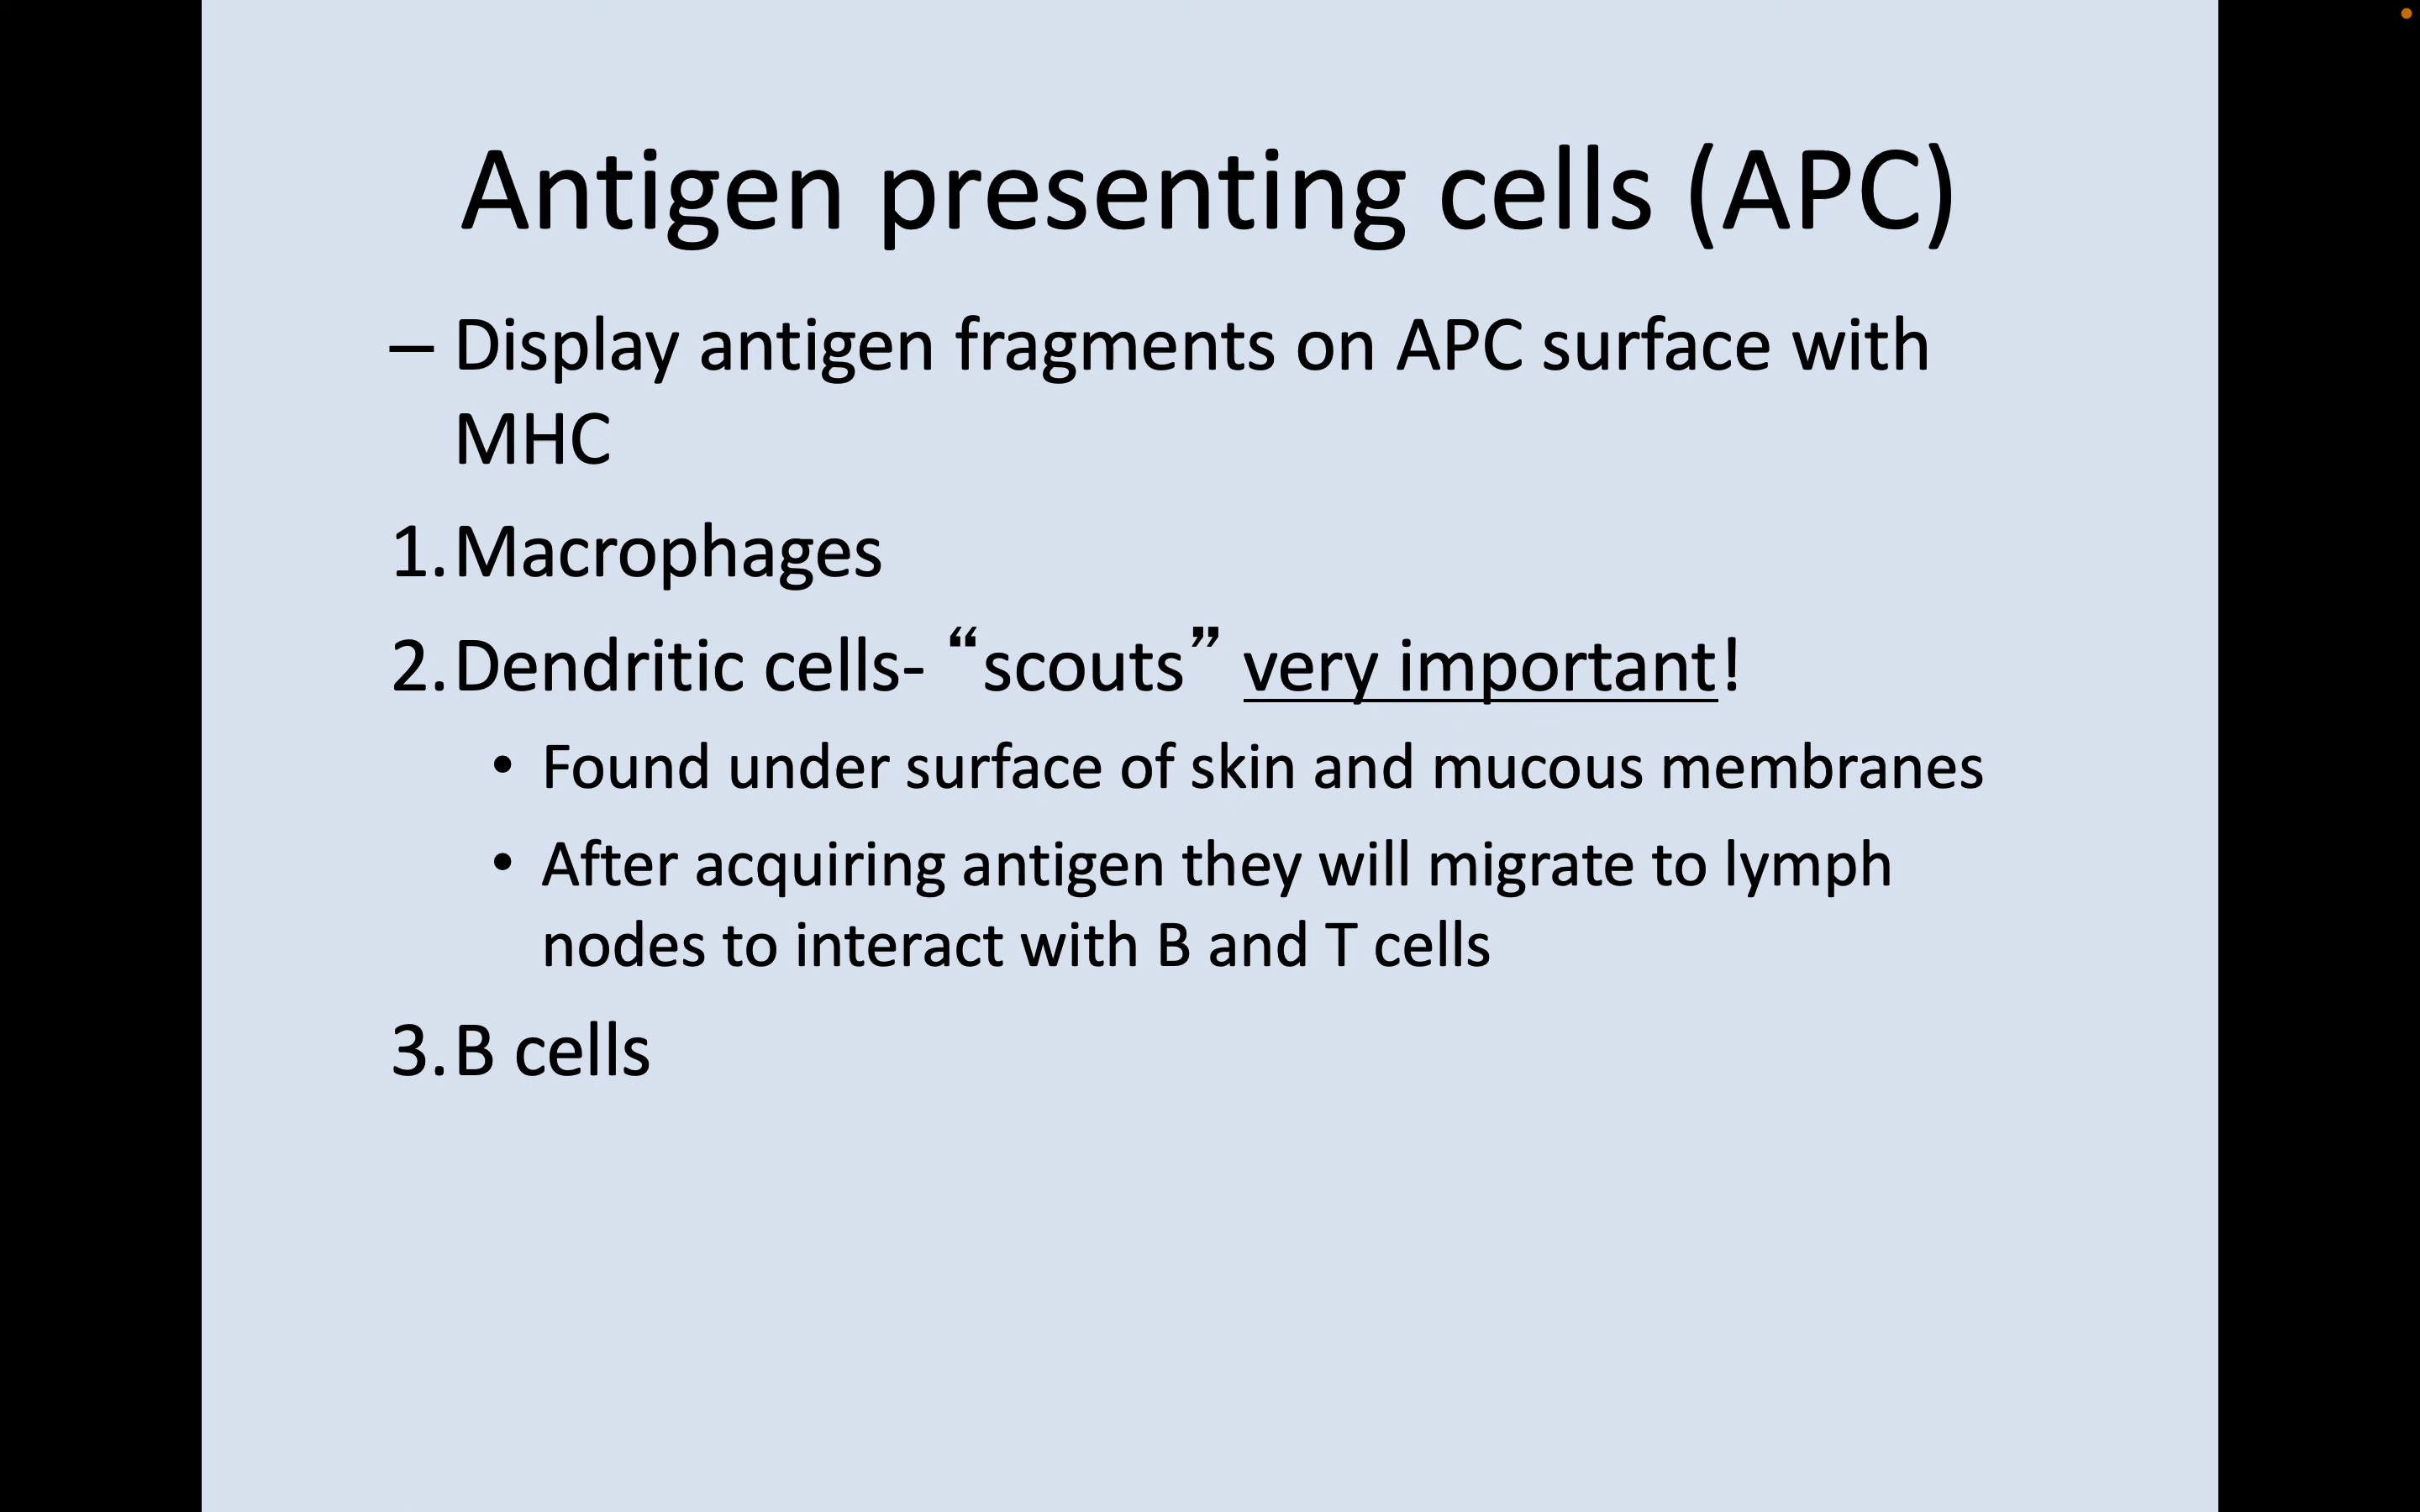 Antigen presenting cells (APC)
– Display antigen fragments on APC surface with
MHC
1. Macrophages
2. Dendritic cells- “scouts” very important!
• Found under surface of skin and mucous membranes
• After acquiring antigen they will migrate to lymph
nodes to interact with B and T cells
3. B cells